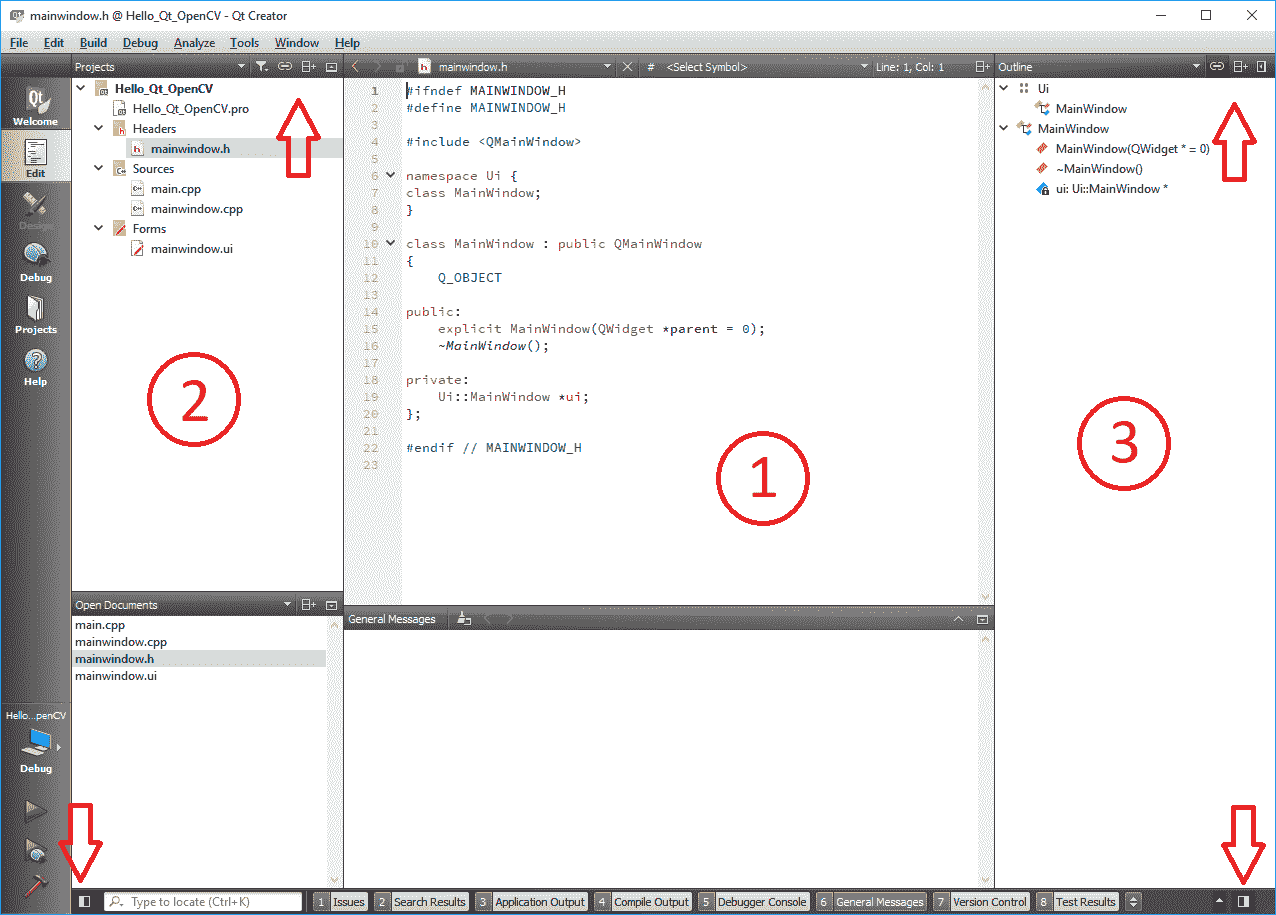 mainwindow.h @ Hello_Qt_OpenCV - Qt Creator
File Edit Build Debug Analyze Tools Window Help
Projects
mainwindow.h
# <Select Symbol>
Line: 1, Col: 1
Outline
Welcome
Edit
Design
Debug
Projects
Help
Hello_Qt_OpenCV
Hello_Qt_OpenCV.pro
Headers
mainwindow.h
Sources
main.cpp
mainwindow.cpp
Forms
mainwindow.ui
2
1 #ifndef MAINWINDOW_H
2 #define MAINWINDOW_H
3
4 #include <QMainWindow>
5
6 namespace Ui {
7 class MainWindow;
8 }
9
10 class MainWindow : public QMainWindow
11 {
12 Q_OBJECT
13
14 public:
15 explicit MainWindow(QWidget *parent = 0);
16 ~MainWindow();
17
18 private:
19 Ui::MainWindow *ui;
20 };
21
22 #endif // MAINWINDOW_H
23
1
Ui
MainWindow
MainWindow
MainWindow(QWidget * = 0)
~MainWindow()
ui: Ui::MainWindow *
3
Open Documents
main.cpp
mainwindow.cpp
mainwindow.h
mainwindow.ui
General Messages
Hello...penCV
Debug
Type to locate (Ctrl+K)
1 Issues
2 Search Results
3 Application Output
4 Compile Output
5 Debugger Console
6 General Messages
7 Version Control
8 Test Results